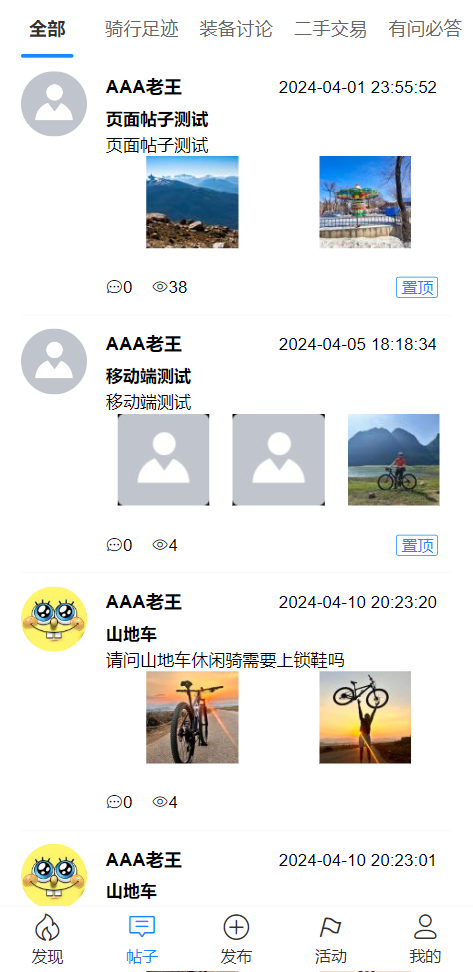 全部 骑行足迹 装备讨论 二手交易 有问必答
AAA老王 2024-04-01 23:55:52
页面帖子测试
页面帖子测试
0 38 置顶
AAA老王 2024-04-05 18:18:34
移动端测试
移动端测试
0 4 置顶
AAA老王 2024-04-10 20:23:20
山地车
请问山地车休闲骑需要上锁鞋吗
0 4
AAA老王 2024-04-10 20:23:01
山地车
发现 帖子 发布 活动 我的